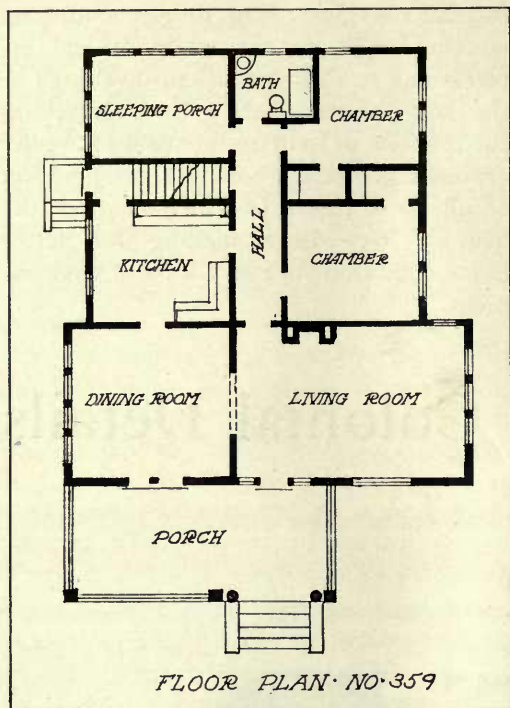 BATH
SLEEPING PORCH
CHAMBER
HALL
KITCHEN
CHAMBER
DINING ROOM
LIVING ROOM
PORCH
FLOOR PLAN· NO·359